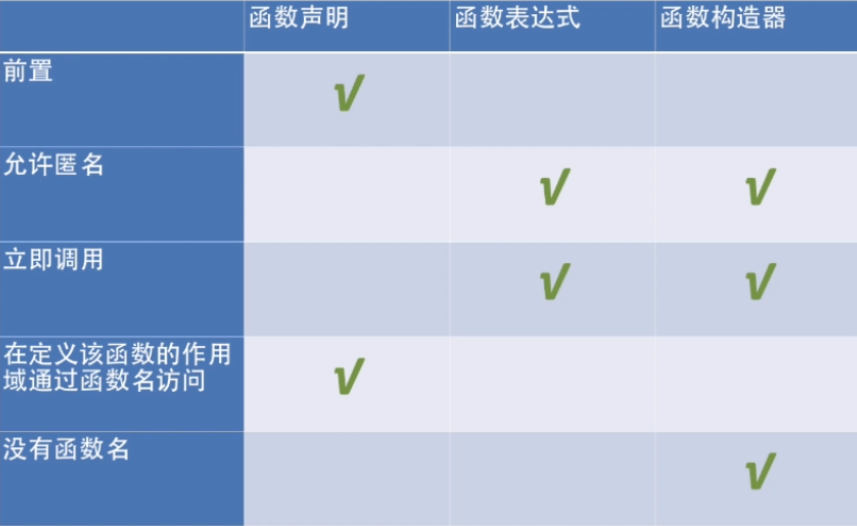 函数声明 函数表达式 函数构造器
前置 √
允许匿名 √ √
立即调用 √ √
在定义该函数的作用
域通过函数名访问 √
没有函数名 √